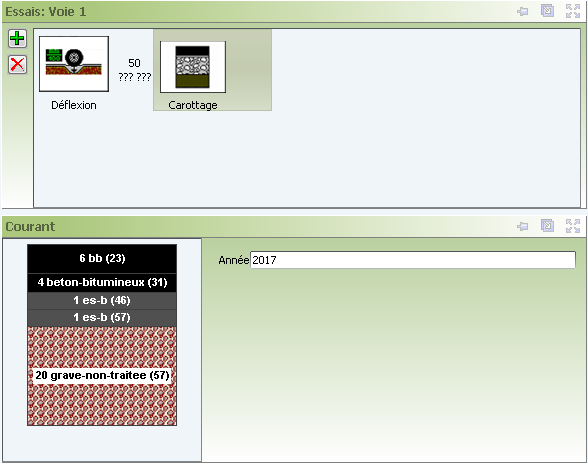 Essais: Voie 1
50
??? ???
Déflexion
Carottage
Courant
6 bb (23)
4 beton-bitumineux (31)
1 es-b (46)
1 es-b (57)
20 grave-non-traitee (57)
Année 2017